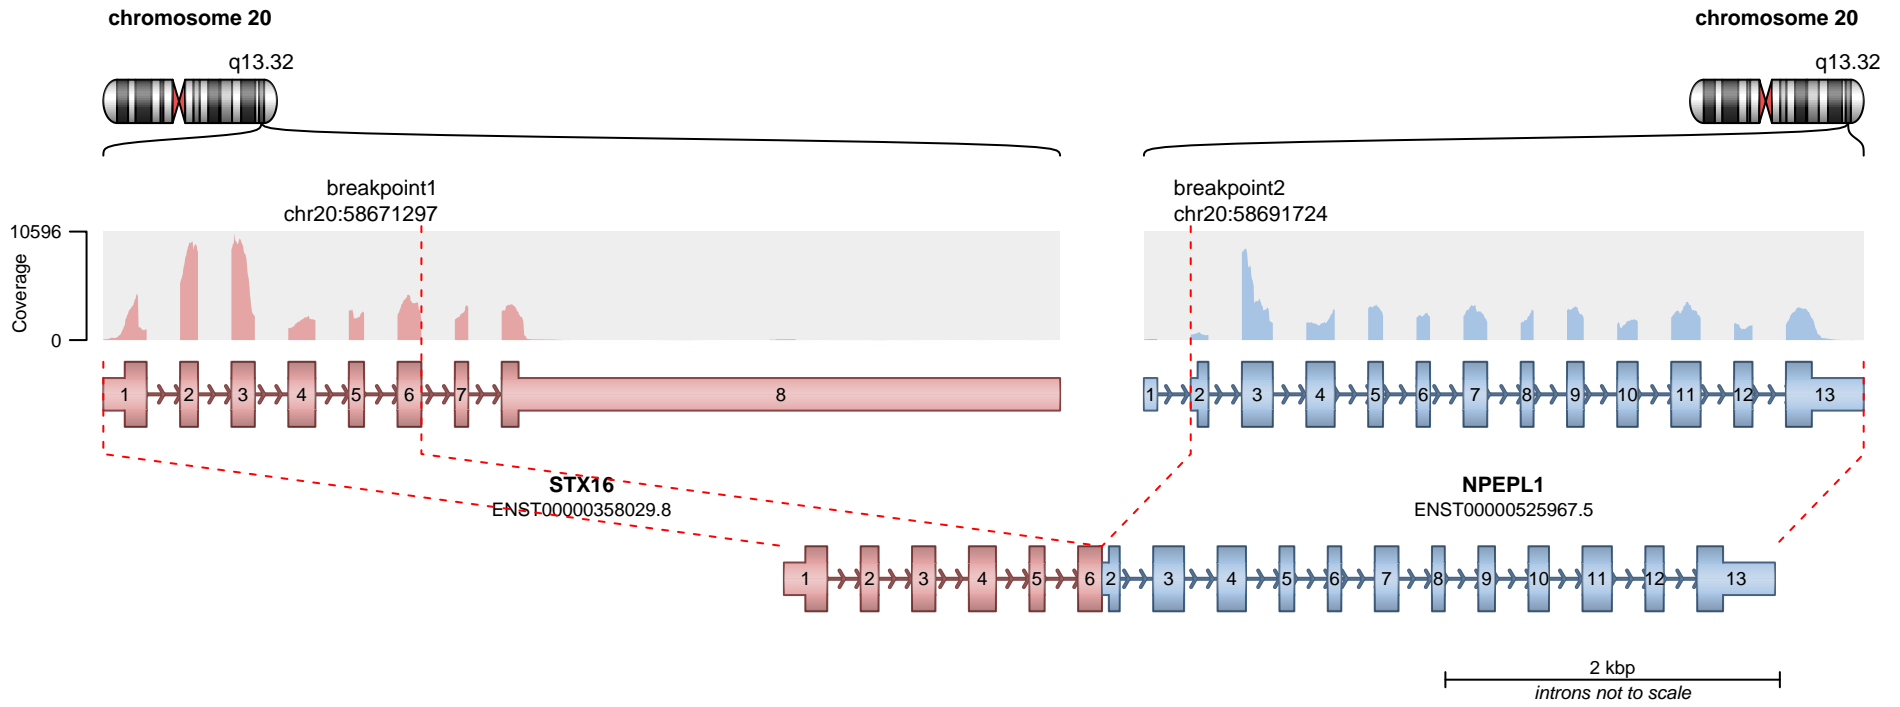 chromosome 20
chromosome 20
q13.32
q13.32
breakpoint1
chr20:58671297
breakpoint2
chr20:58691724
10596
Coverage
0
1 2 3 4 5 6 7 8
1 2 3 4 5 6 7 8 9 10 11 12 13
STX16
ENST00000358029.8
NPEPL1
ENST00000525967.5
1 2 3 4 5 6 2 3 4 5 6 7 8 9 10 11 12 13
2 kbp
introns not to scale